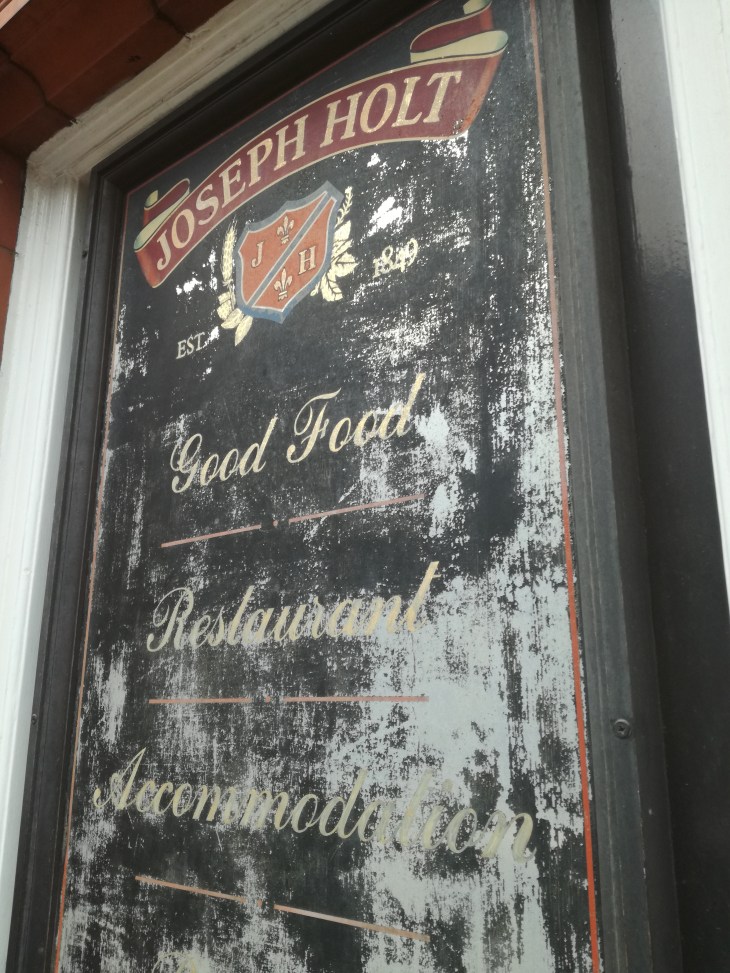 JOSEPH HOLT
J H
EST. 1849
Good Food
Restaurant
Accommodation